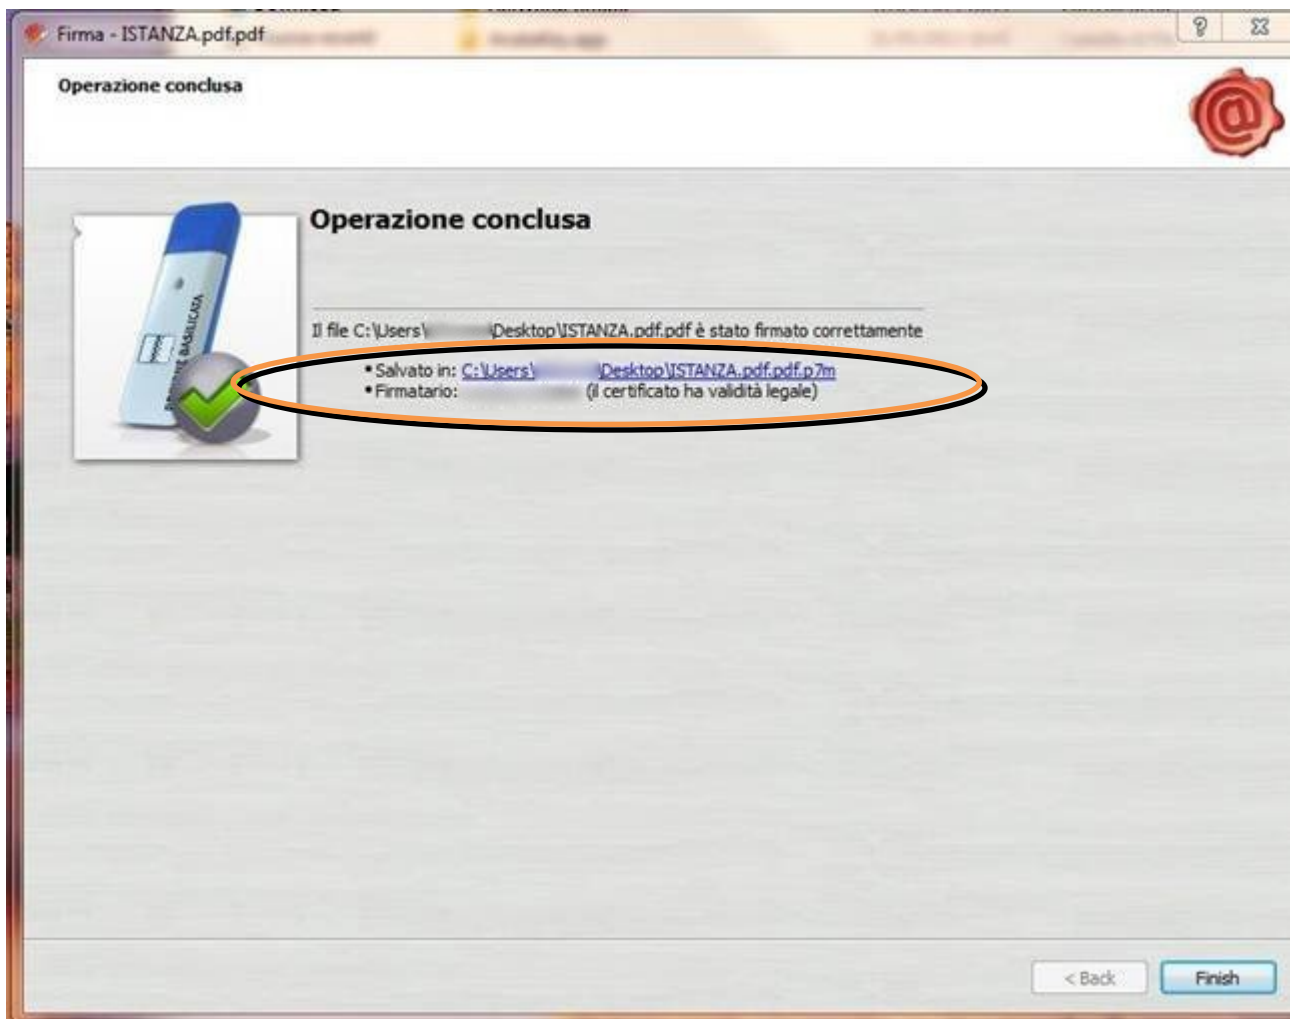 Firma - ISTANZA.pdf.pdf
Operazione conclusa
Operazione conclusa
BASILICATA
Il file C:\Users\ \Desktop\ISTANZA.pdf.pdf è stato firmato correttamente
•Salvato in: C:\Users\ \Desktop\ISTANZA.pdf.pdf.p7m
•Firmatario: (il certificato ha validità legale)
< Back
Finish